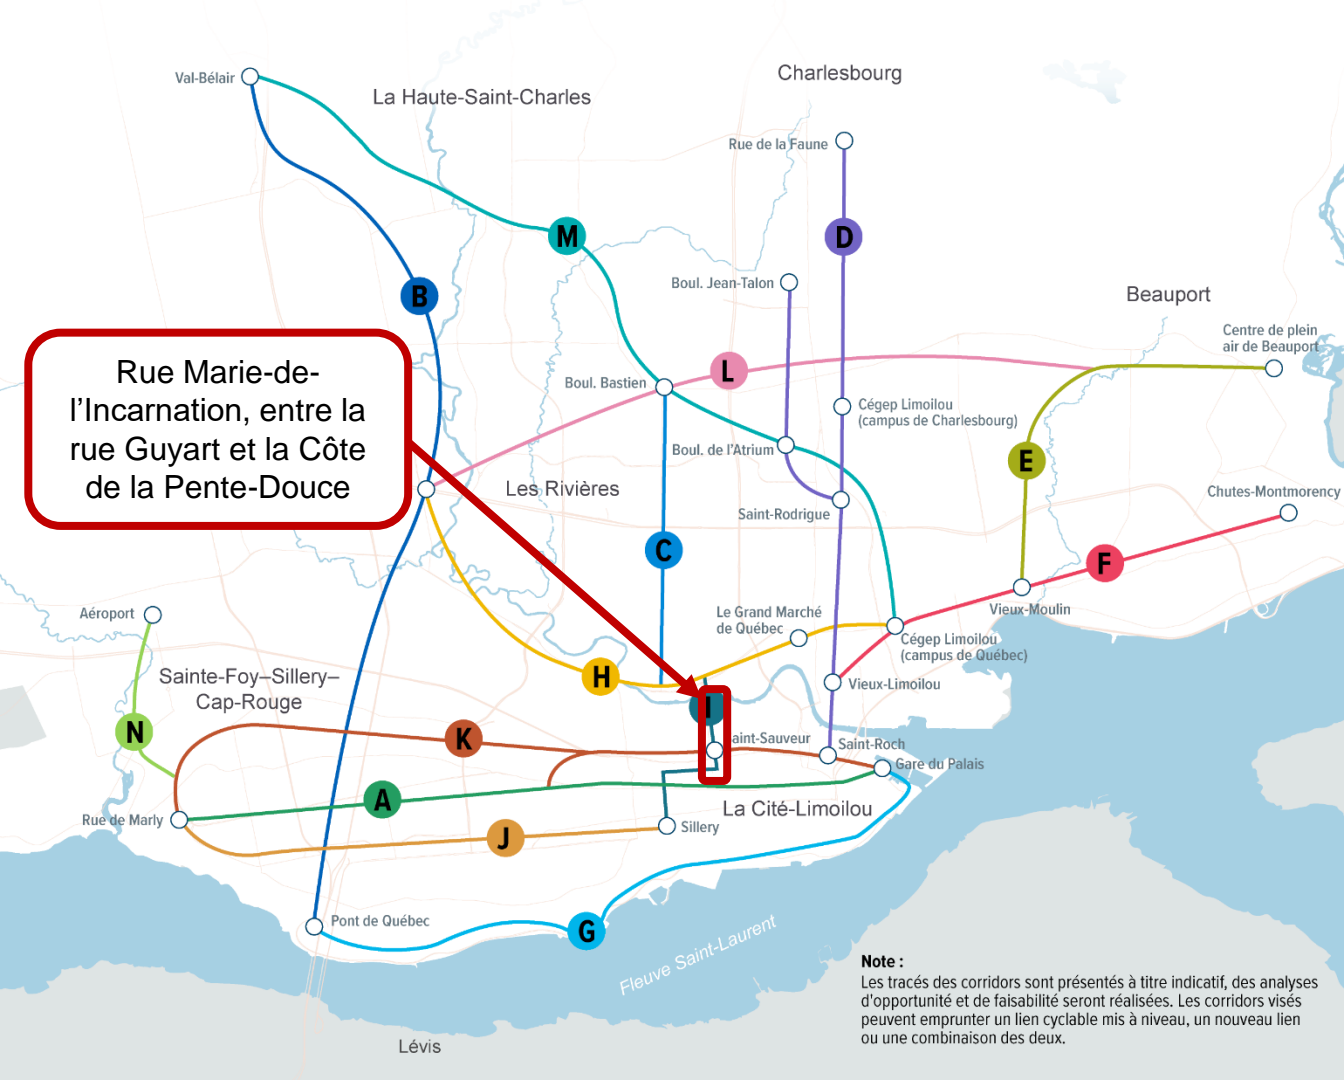 Charlesbourg
Val-Bélair
La Haute-Saint-Charles
Rue de la Faune
M
D
Boul. Jean-Talon
B
Beauport
Centre de plein
air de Beauport
Rue Marie-de-
l’Incarnation, entre la
rue Guyart et la Côte
de la Pente-Douce
L
Boul. Bastien
Cégep Limoilou
(campus de Charlesbourg)
Boul. de l'Atrium
E
Les Rivières
Chutes-Montmorency
Saint-Rodrigue
C
F
Aéroport
Le Grand Marché
de Québec
Vieux-Moulin
Cégep Limoilou
(campus de Québec)
Sainte-Foy–Sillery–
Cap-Rouge
H
Vieux-Limoilou
I
N
K
aint-Sauveur
Saint-Roch
Gare du Palais
A
La Cité-Limoilou
Rue de Marly
J
Sillery
Pont de Québec
G
Fleuve Saint-Laurent
Note :
Les tracés des corridors sont présentés à titre indicatif, des analyses
d'opportunité et de faisabilité seront réalisées. Les corridors visés
peuvent emprunter un lien cyclable mis à niveau, un nouveau lien
ou une combinaison des deux.
Lévis